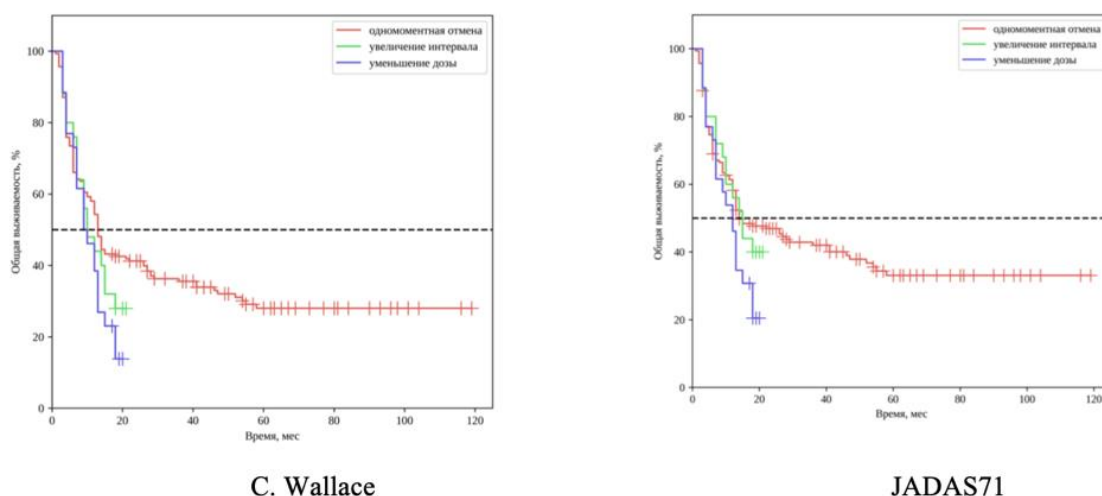 одномоментная отмена
увеличение интервала
уменьшение дозы
Общая выживаемость, %
100
80
60
40
20
0
0 20 40 60 80 100 120
Время, мес
C. Wallace
одномоментная отмена
увеличение интервала
уменьшение дозы
Общая выживаемость, %
100
80
60
40
20
0
0 20 40 60 80 100 120
Время, мес
JADAS71